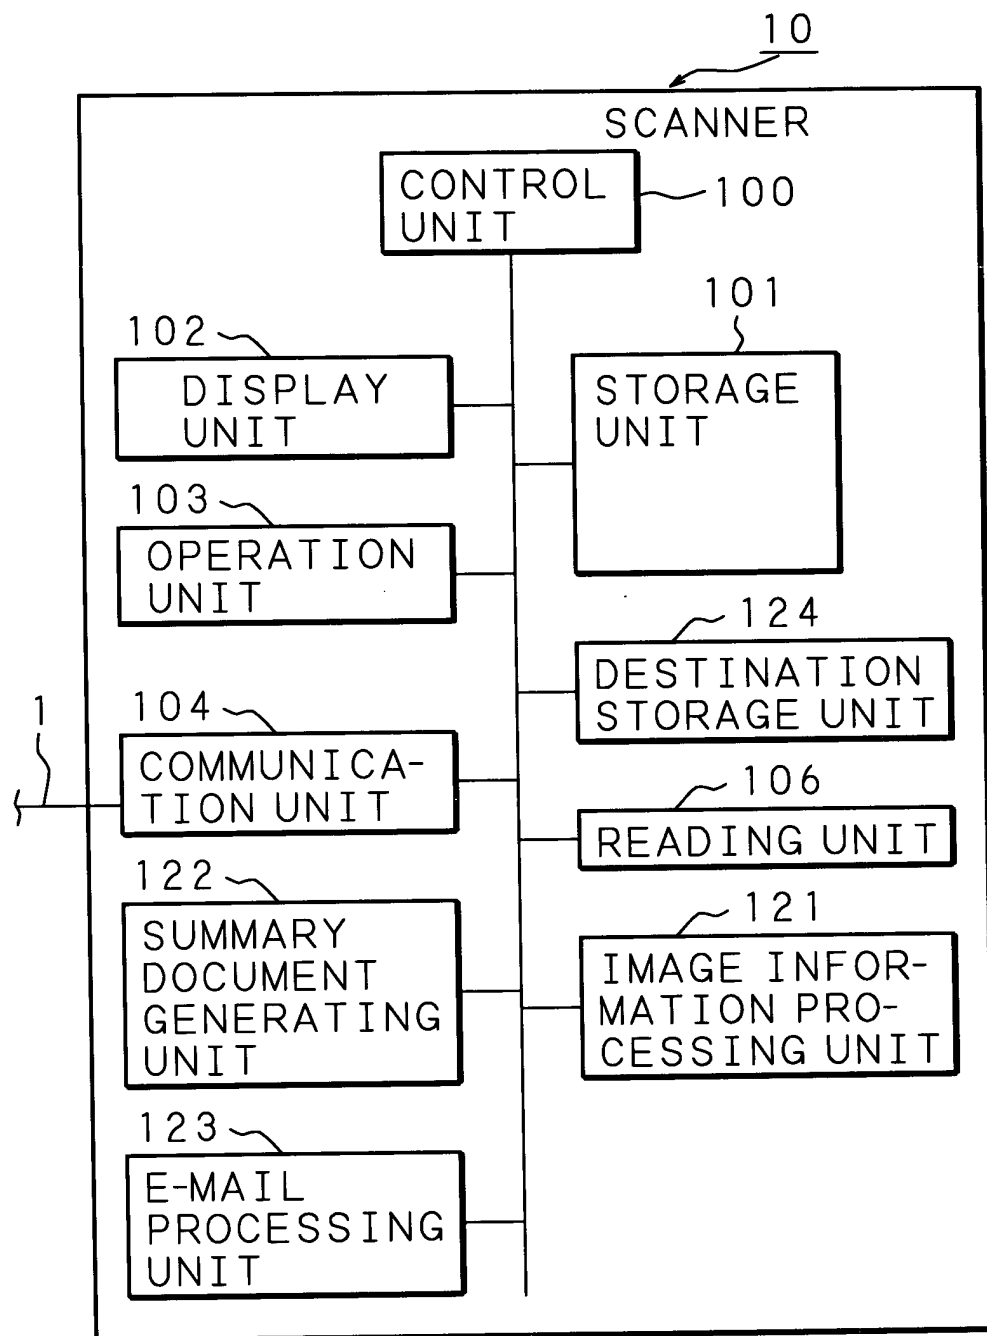 10
SCANNER
CONTROL
UNIT
100
101
102
DISPLAY
UNIT
STORAGE
UNIT
103
OPERATION
UNIT
124
DESTINATION
STORAGE UNIT
1
104
COMMUNICA-
TION UNIT
106
READING UNIT
122
SUMMARY
DOCUMENT
GENERATING
UNIT
121
IMAGE INFOR-
MATION PRO-
CESSING UNIT
123
E-MAIL
PROCESSING
UNIT